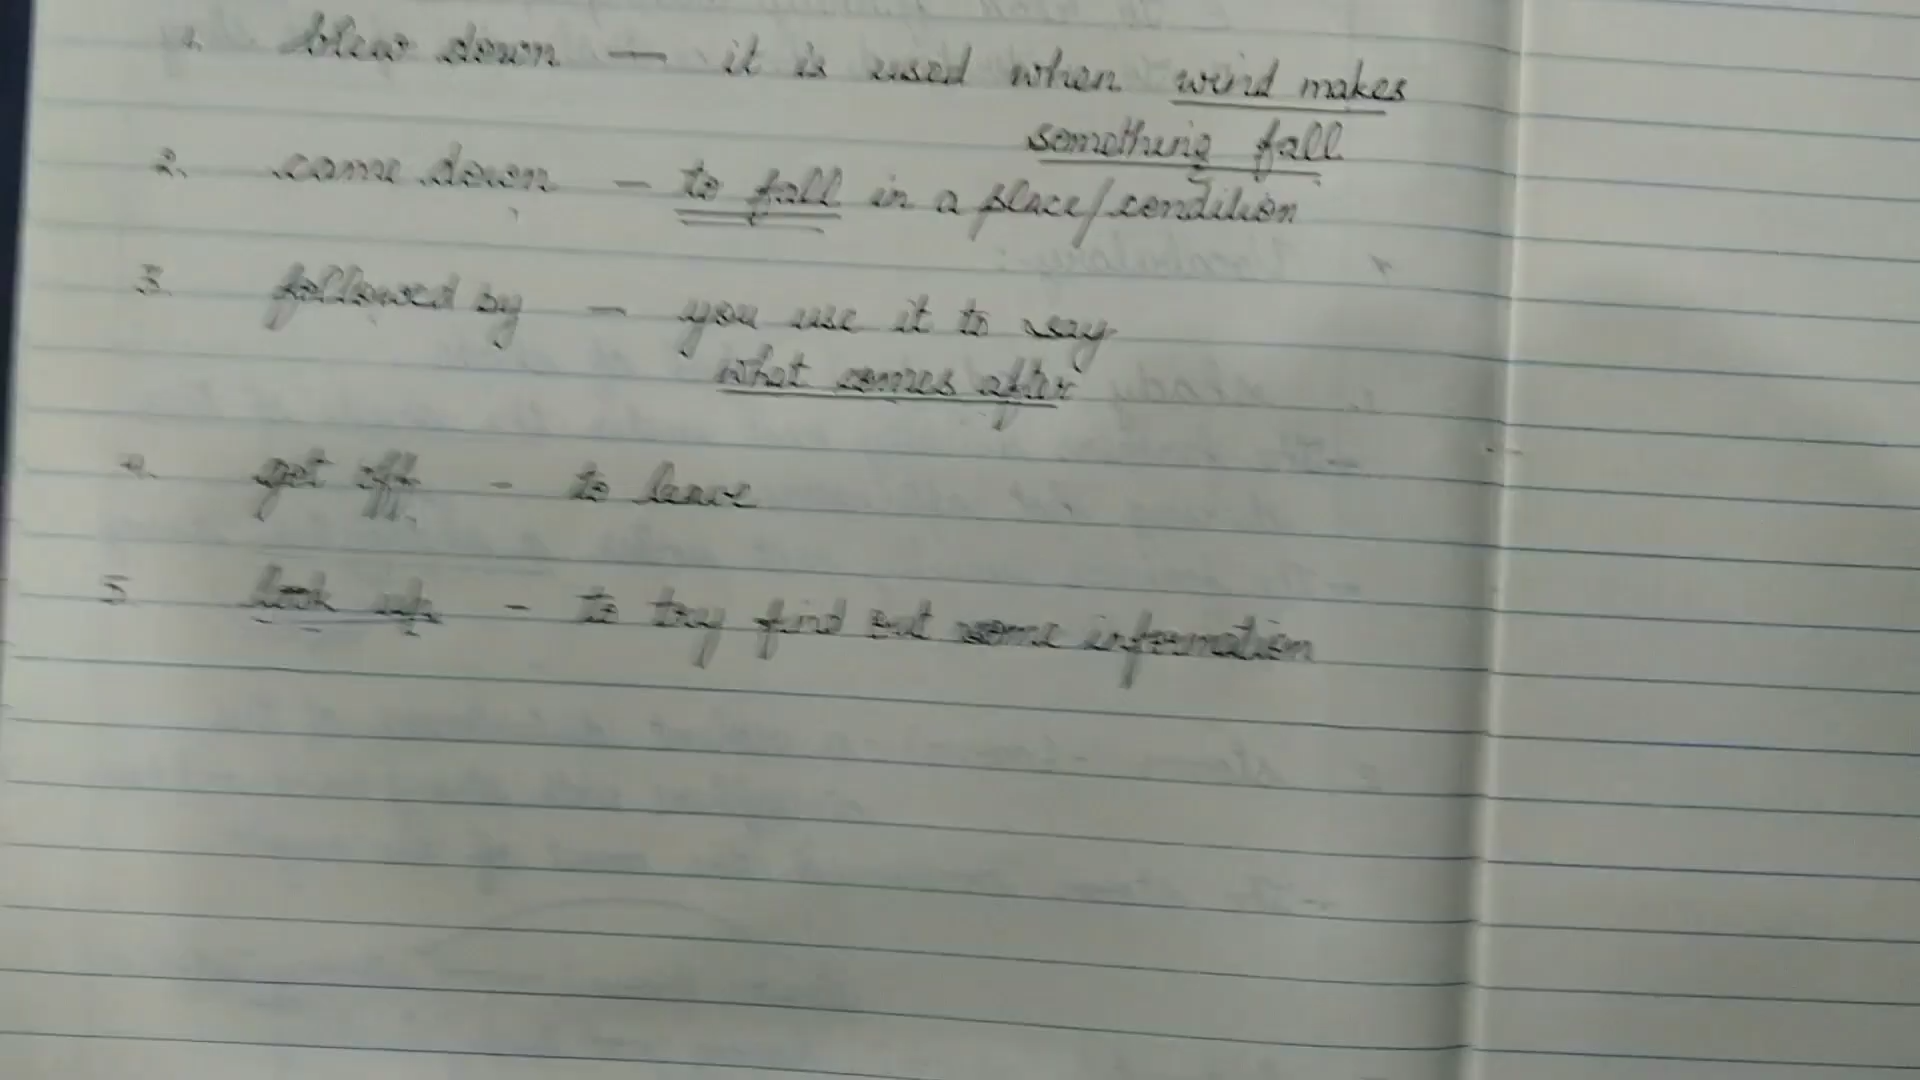 1. blew down — it is used when wind makes
something fall
2. came down — to fall in a place/condition
3. followed by — you use it to say
what comes after
4. get off - to leave
5 look up - to try find out some information